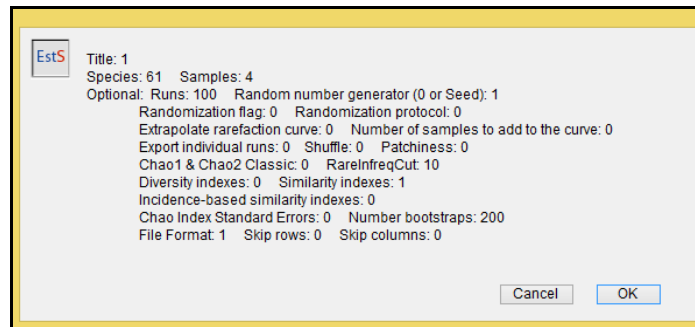 EstS
Title: 1
Species: 61 Samples: 4
Optional: Runs: 100 Random number generator (0 or Seed): 1
Randomization flag: 0 Randomization protocol: 0
Extrapolate rarefaction curve: 0 Number of samples to add to the curve: 0
Export individual runs: 0 Shuffle: 0 Patchiness: 0
Chao1 & Chao2 Classic: 0 RareInfreqCut: 10
Diversity indexes: 0 Similarity indexes: 1
Incidence-based similarity indexes: 0
Chao Index Standard Errors: 0 Number bootstraps: 200
File Format: 1 Skip rows: 0 Skip columns: 0
Cancel OK